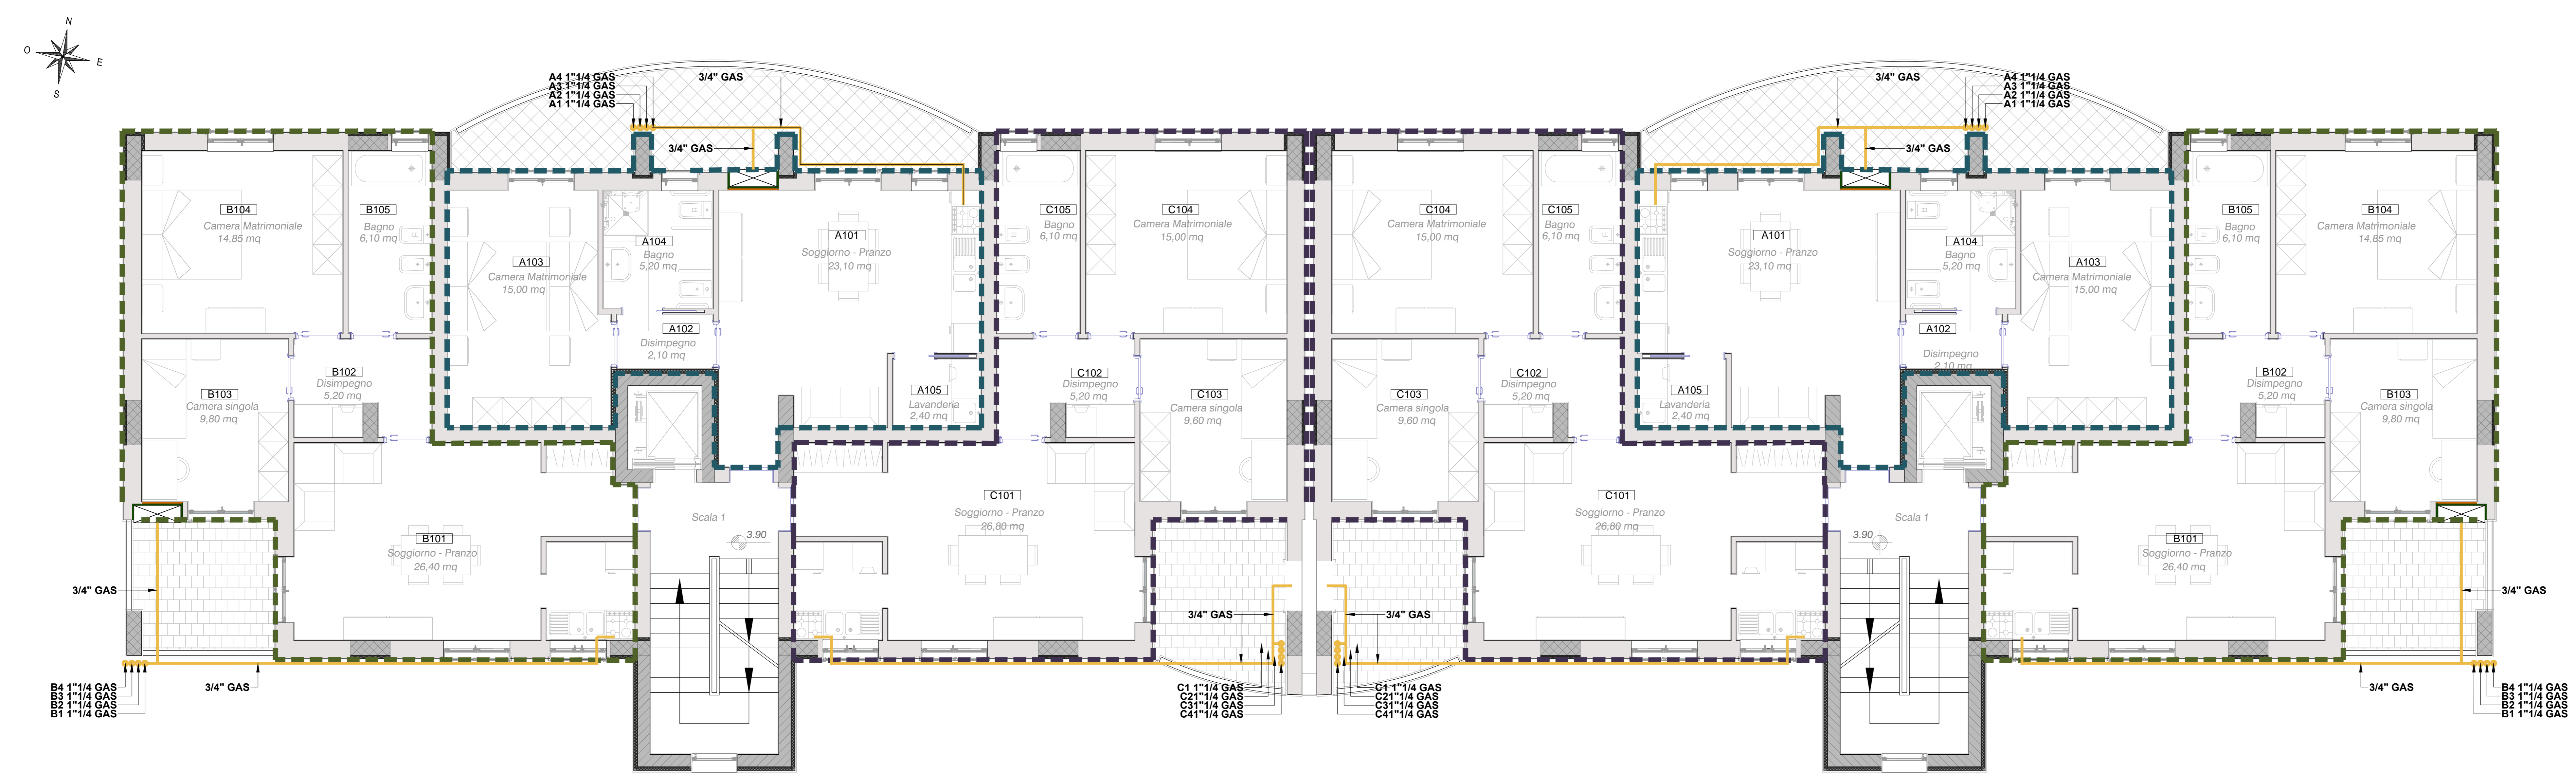 N
O
E
S
A4 1"1/4 GAS
A3 1"1/4 GAS
A2 1"1/4 GAS
A1 1"1/4 GAS
3/4" GAS
3/4" GAS
3/4" GAS
A4 1"1/4 GAS
A3 1"1/4 GAS
A2 1"1/4 GAS
A1 1"1/4 GAS
3/4" GAS
B104
Camera Matrimoniale
14,85 mq
B105
Bagno
6,10 mq
A103
Camera Matrimoniale
15,00 mq
A104
Bagno
5,20 mq
A101
Soggiorno - Pranzo
23,10 mq
C105
Bagno
6,10 mq
C104
Camera Matrimoniale
15,00 mq
C104
Camera Matrimoniale
15,00 mq
C105
Bagno
6,10 mq
A101
Soggiorno - Pranzo
23,10 mq
A104
Bagno
5,20 mq
A103
Camera Matrimoniale
15,00 mq
B105
Bagno
6,10 mq
B104
Camera Matrimoniale
14,85 mq
A102
Disimpegno
2,10 mq
A102
Disimpegno
2,10 mq
B103
Camera singola
9,80 mq
B102
Disimpegno
5,20 mq
A105
Lavanderia
2,40 mq
C102
Disimpegno
5,20 mq
C103
Camera singola
9,60 mq
C103
Camera singola
9,60 mq
C102
Disimpegno
5,20 mq
A105
Lavanderia
2,40 mq
B102
Disimpegno
5,20 mq
B103
Camera singola
9,80 mq
B101
Soggiorno - Pranzo
26,40 mq
Scala 1
3.90
C101
Soggiorno - Pranzo
26,80 mq
C101
Soggiorno - Pranzo
26,80 mq
Scala 1
3.90
B101
Soggiorno - Pranzo
26,40 mq
3/4" GAS
3/4" GAS
3/4" GAS
3/4" GAS
B4 1"1/4 GAS
B3 1"1/4 GAS
B2 1"1/4 GAS
B1 1"1/4 GAS
3/4" GAS
C1 1"1/4 GAS
C21"1/4 GAS
C31"1/4 GAS
C41"1/4 GAS
C1 1"1/4 GAS
C21"1/4 GAS
C31"1/4 GAS
C41"1/4 GAS
3/4" GAS
B4 1"1/4 GAS
B3 1"1/4 GAS
B2 1"1/4 GAS
B1 1"1/4 GAS